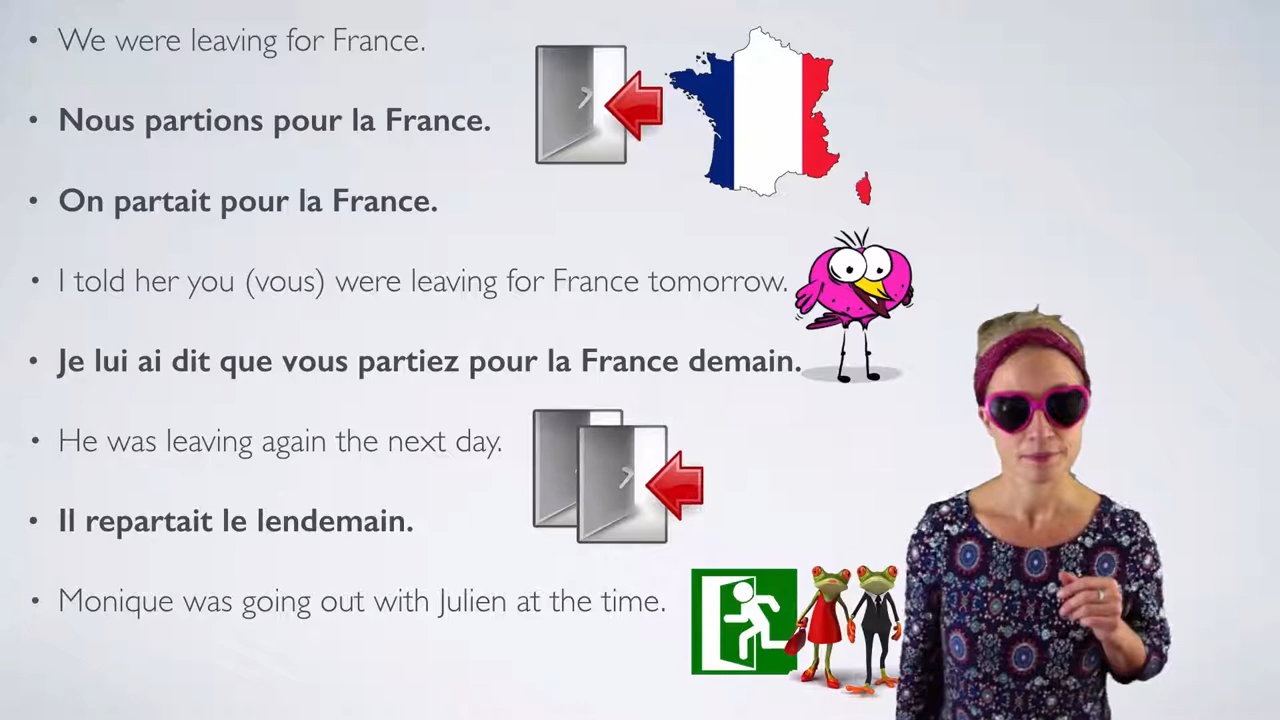 • We were leaving for France.
• Nous partions pour la France.
• On partait pour la France.
• I told her you (vous) were leaving for France tomorrow.
• Je lui ai dit que vous partiez pour la France demain.
• He was leaving again the next day.
• Il repartait le lendemain.
• Monique was going out with Julien at the time.